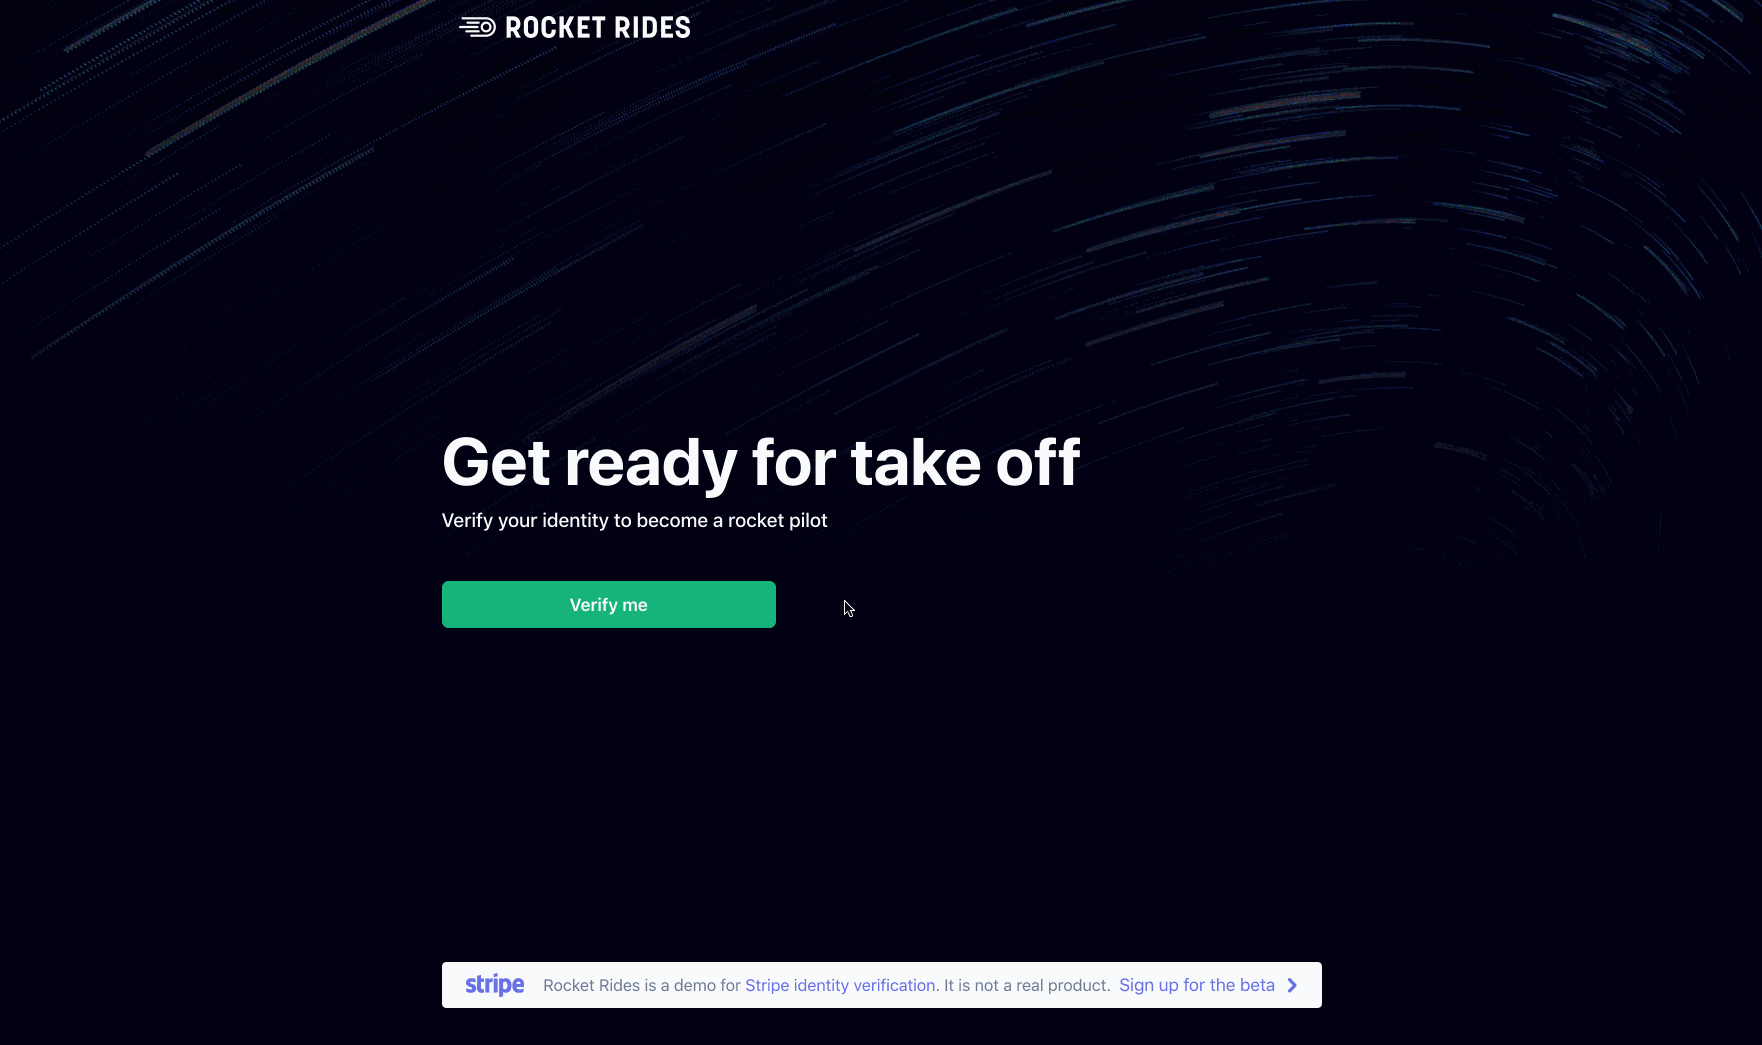 ROCKET RIDES
Get ready for take off
Verify your identity to become a rocket pilot
Verify me
stripe Rocket Rides is a demo for Stripe identity verification. It is not a real product. Sign up for the beta